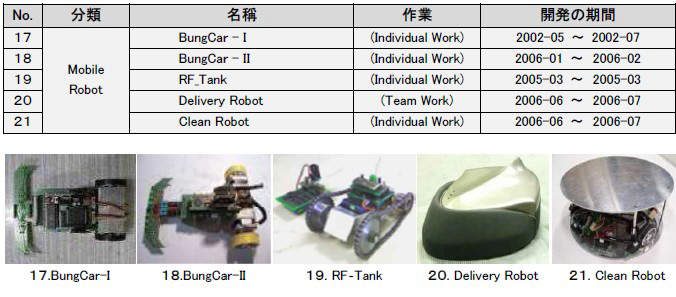 No. 分類 名稱 作業 開発の期間
17 BungCar - I (Individual Work) 2002-05 ～ 2002-07
18 BungCar - II (Individual Work) 2006-01 ～ 2006-02
Mobile Robot
19 RF_Tank (Individual Work) 2005-03 ～ 2005-03
20 Delivery Robot (Team Work) 2006-06 ～ 2006-07
21 Clean Robot (Individual Work) 2006-06 ～ 2006-07
17.BungCar-I 18.BungCar-II 19. RF-Tank 20. Delivery Robot 21. Clean Robot